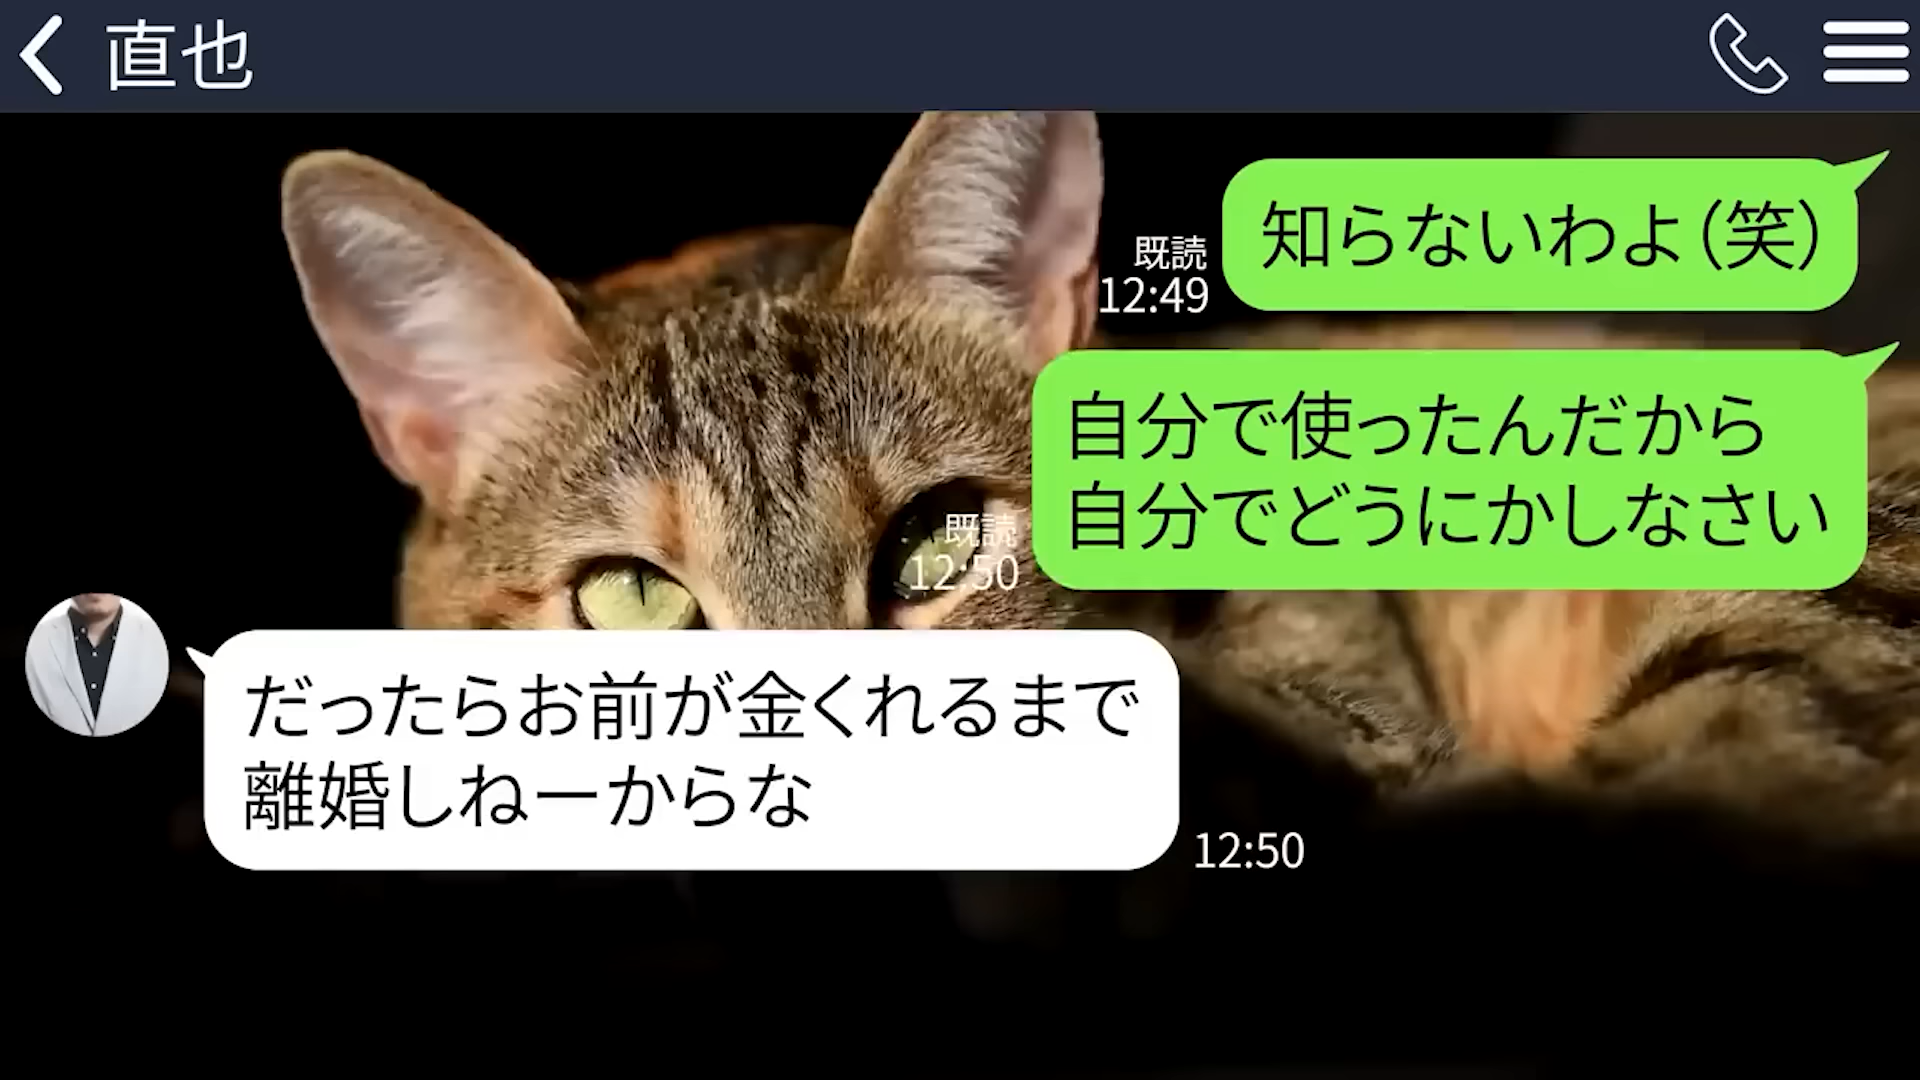 直也
知らないわよ(笑)
既読
12:49
自分で使ったんだから
自分でどうにかしなさい
既読
12:50
だったらお前が金くれるまで
離婚しねーからな
12:50